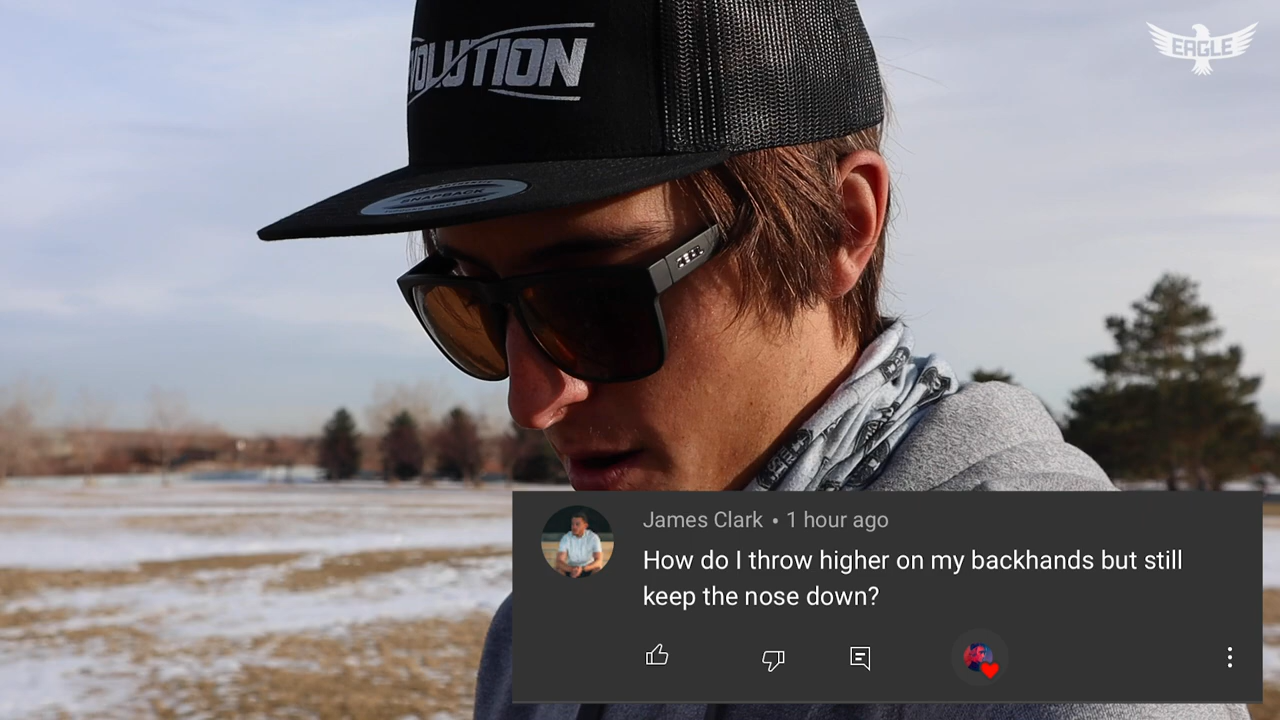 VOLUTION
SNAPBACK
EAGLE
James Clark • 1 hour ago
How do I throw higher on my backhands but still
keep the nose down?